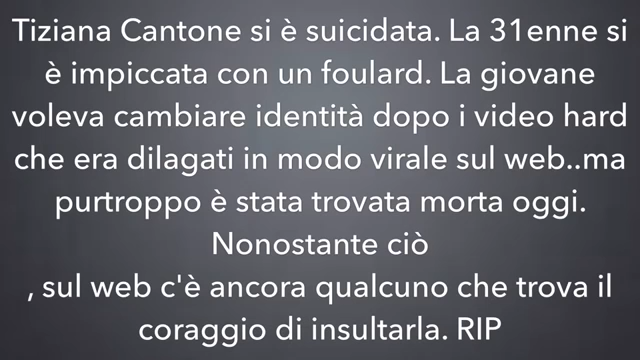 Tiziana Cantone si è suicidata. La 31enne si
è impiccata con un foulard. La giovane
voleva cambiare identità dopo i video hard
che era dilagati in modo virale sul web..ma
purtroppo è stata trovata morta oggi.
Nonostante ciò
, sul web c'è ancora qualcuno che trova il
coraggio di insultarla. RIP